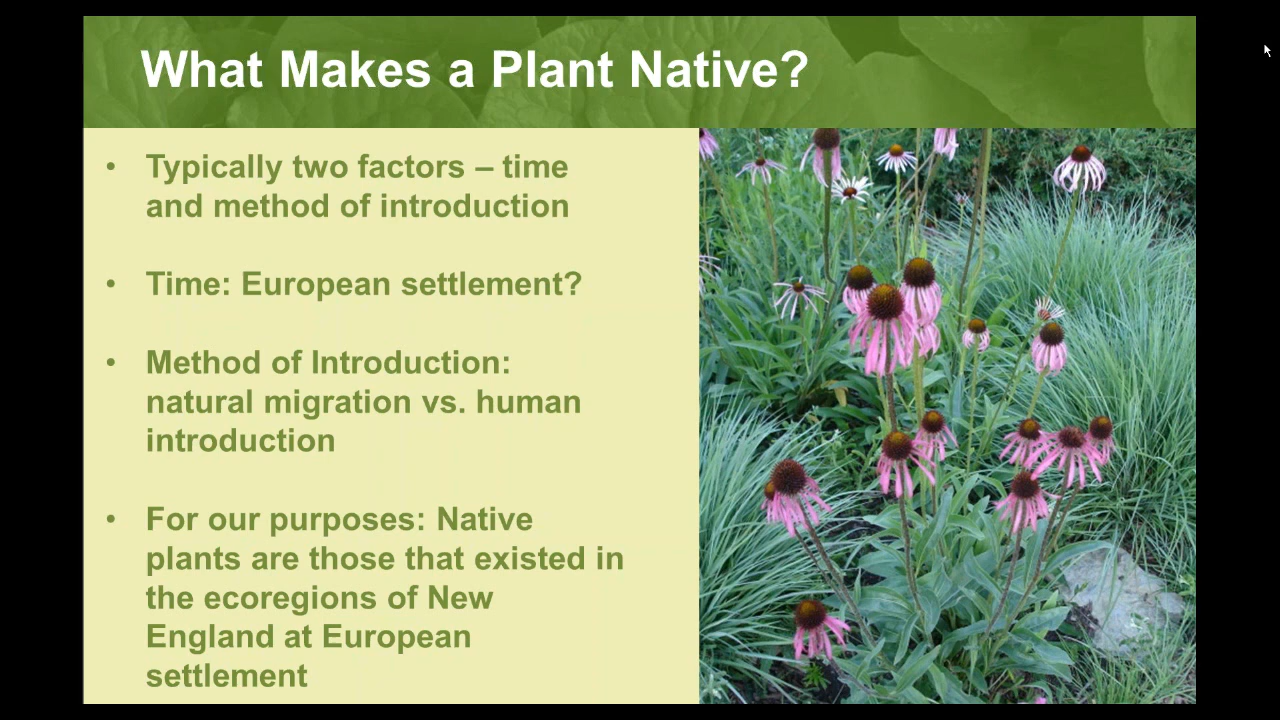 What Makes a Plant Native?
• Typically two factors – time
and method of introduction
• Time: European settlement?
• Method of Introduction:
natural migration vs. human
introduction
• For our purposes: Native
plants are those that existed in
the ecoregions of New
England at European
settlement